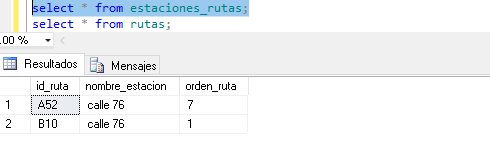 select * from estaciones_rutas;
select * from rutas;
.00 %
Resultados Mensajes
id_ruta nombre_estacion orden_ruta
1 A52 calle 76 7
2 B10 calle 76 1